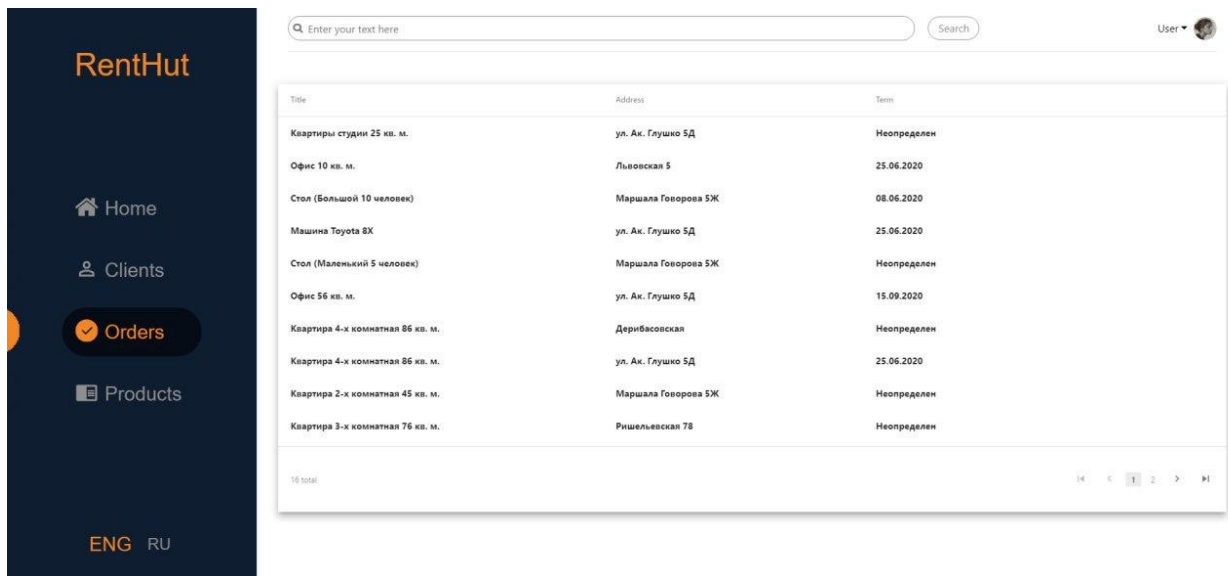 RentHut
Home
Clients
Orders
Products
ENG RU
Enter your text here
Search
User
Title Address Term
Квартиры студии 25 кв. м. ул. Ак. Глушко 5Д Неопределен
Офис 10 кв. м. Львовская 5 25.06.2020
Стол (Большой 10 человек) Маршала Говорова 5Ж 08.06.2020
Машина Toyota 8X ул. Ак. Глушко 5Д 25.06.2020
Стол (Маленький 5 человек) Маршала Говорова 5Ж Неопределен
Офис 56 кв. м. ул. Ак. Глушко 5Д 15.09.2020
Квартира 4-х комнатная 86 кв. м. Дерибасовская Неопределен
Квартира 4-х комнатная 86 кв. м. ул. Ак. Глушко 5Д 25.06.2020
Квартира 2-х комнатная 45 кв. м. Маршала Говорова 5Ж Неопределен
Квартира 3-х комнатная 76 кв. м. Ришельевская 78 Неопределен
16 total 1 2